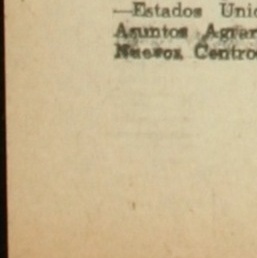 —Estados Unid
Asuntos Agrar
Nuevos Centro